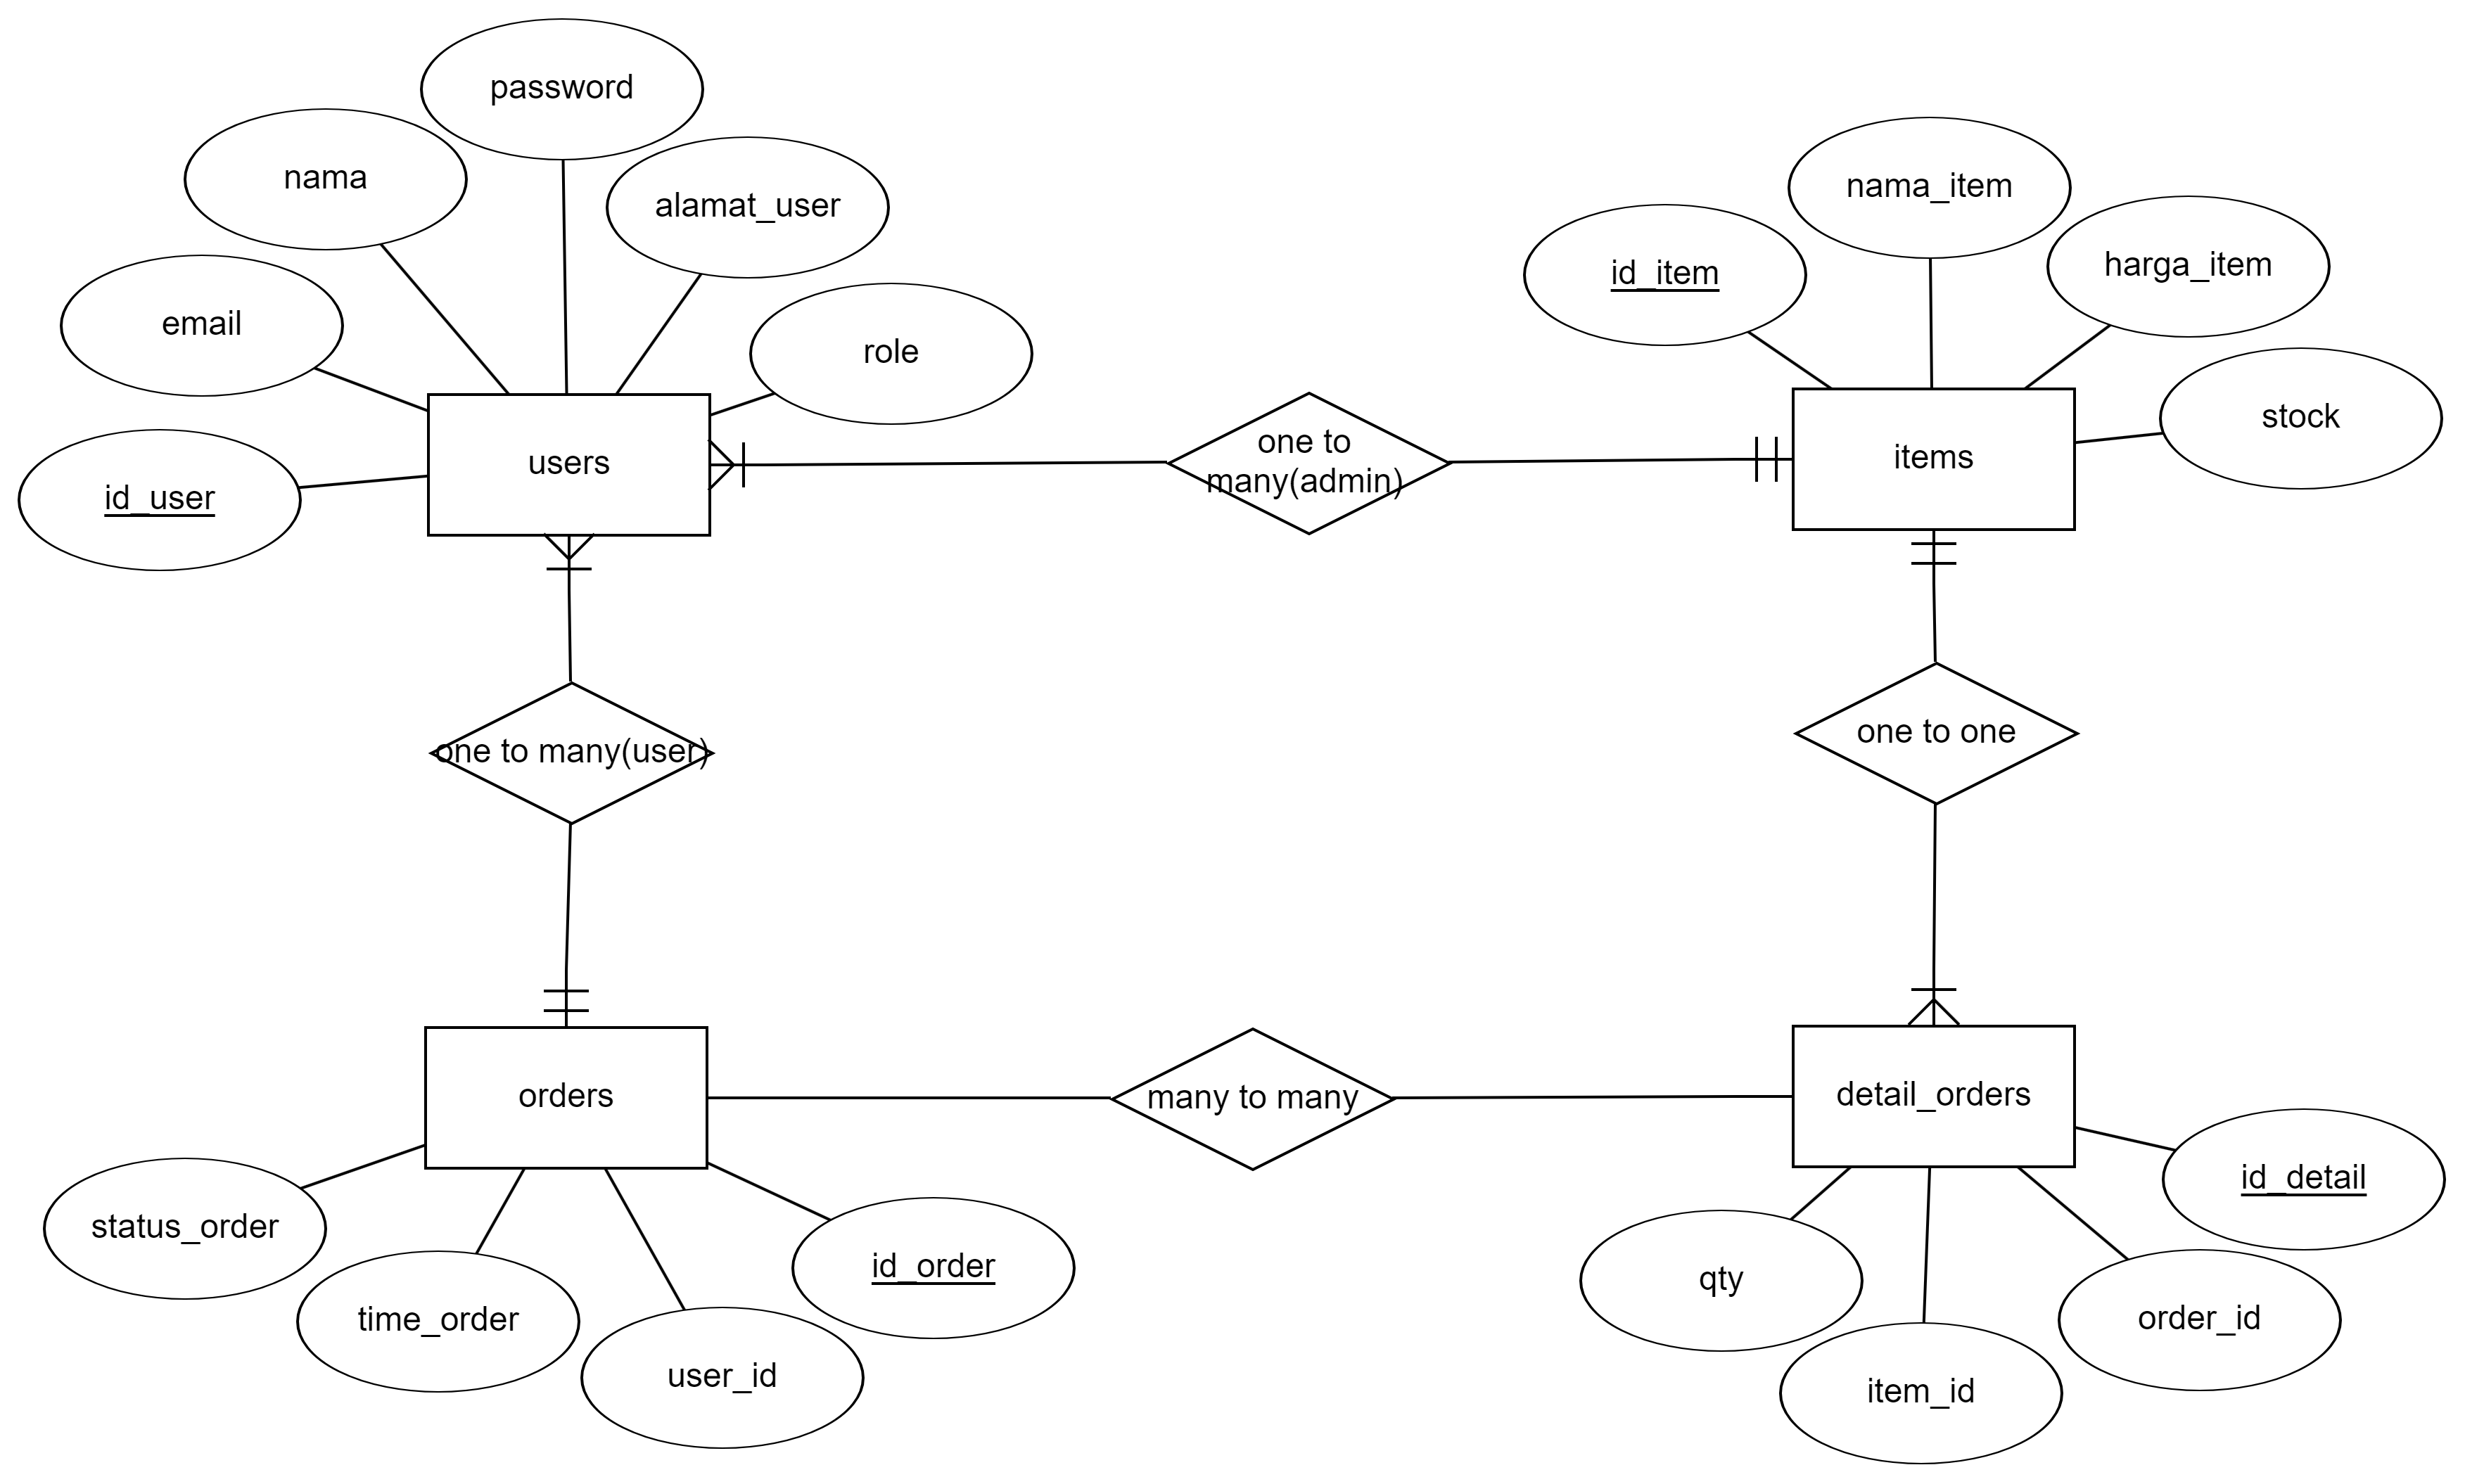 password
nama
alamat_user
email
role
id_user
users
nama_item
harga_item
id_item
stock
items
one to
many(admin)
one to many(user)
one to one
orders
many to many
detail_orders
status_order
time_order
user_id
id_order
id_detail
qty
order_id
item_id